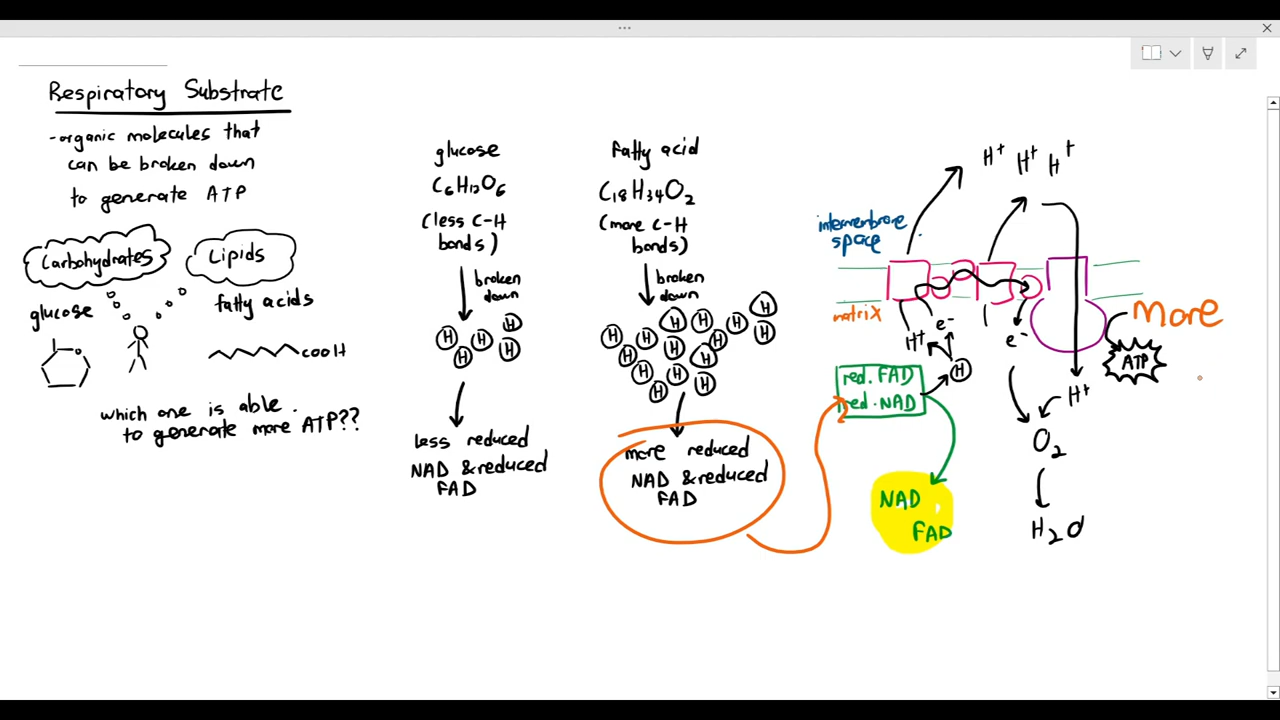 Respiratory Substrate
-organic molecules that
can be broken down
to generate ATP
Carbohydrates
Lipids
glucose
fatty acids
COOH
which one is able
to generate more ATP??
glucose
C6H12O6
(less C-H
bonds)
broken
down
H H H H H
less reduced
NAD & reduced
FAD
fatty acid
C18H34O2
(more C-H
bonds)
broken
down
H H H H H H H H H H H H H H H
more reduced
NAD & reduced
FAD
H+ H+ H+
intermembrane
space
matrix
H+
e-
H
e-
red. FAD
red. NAD
NAD
FAD
More
ATP
H+
O2
H2O